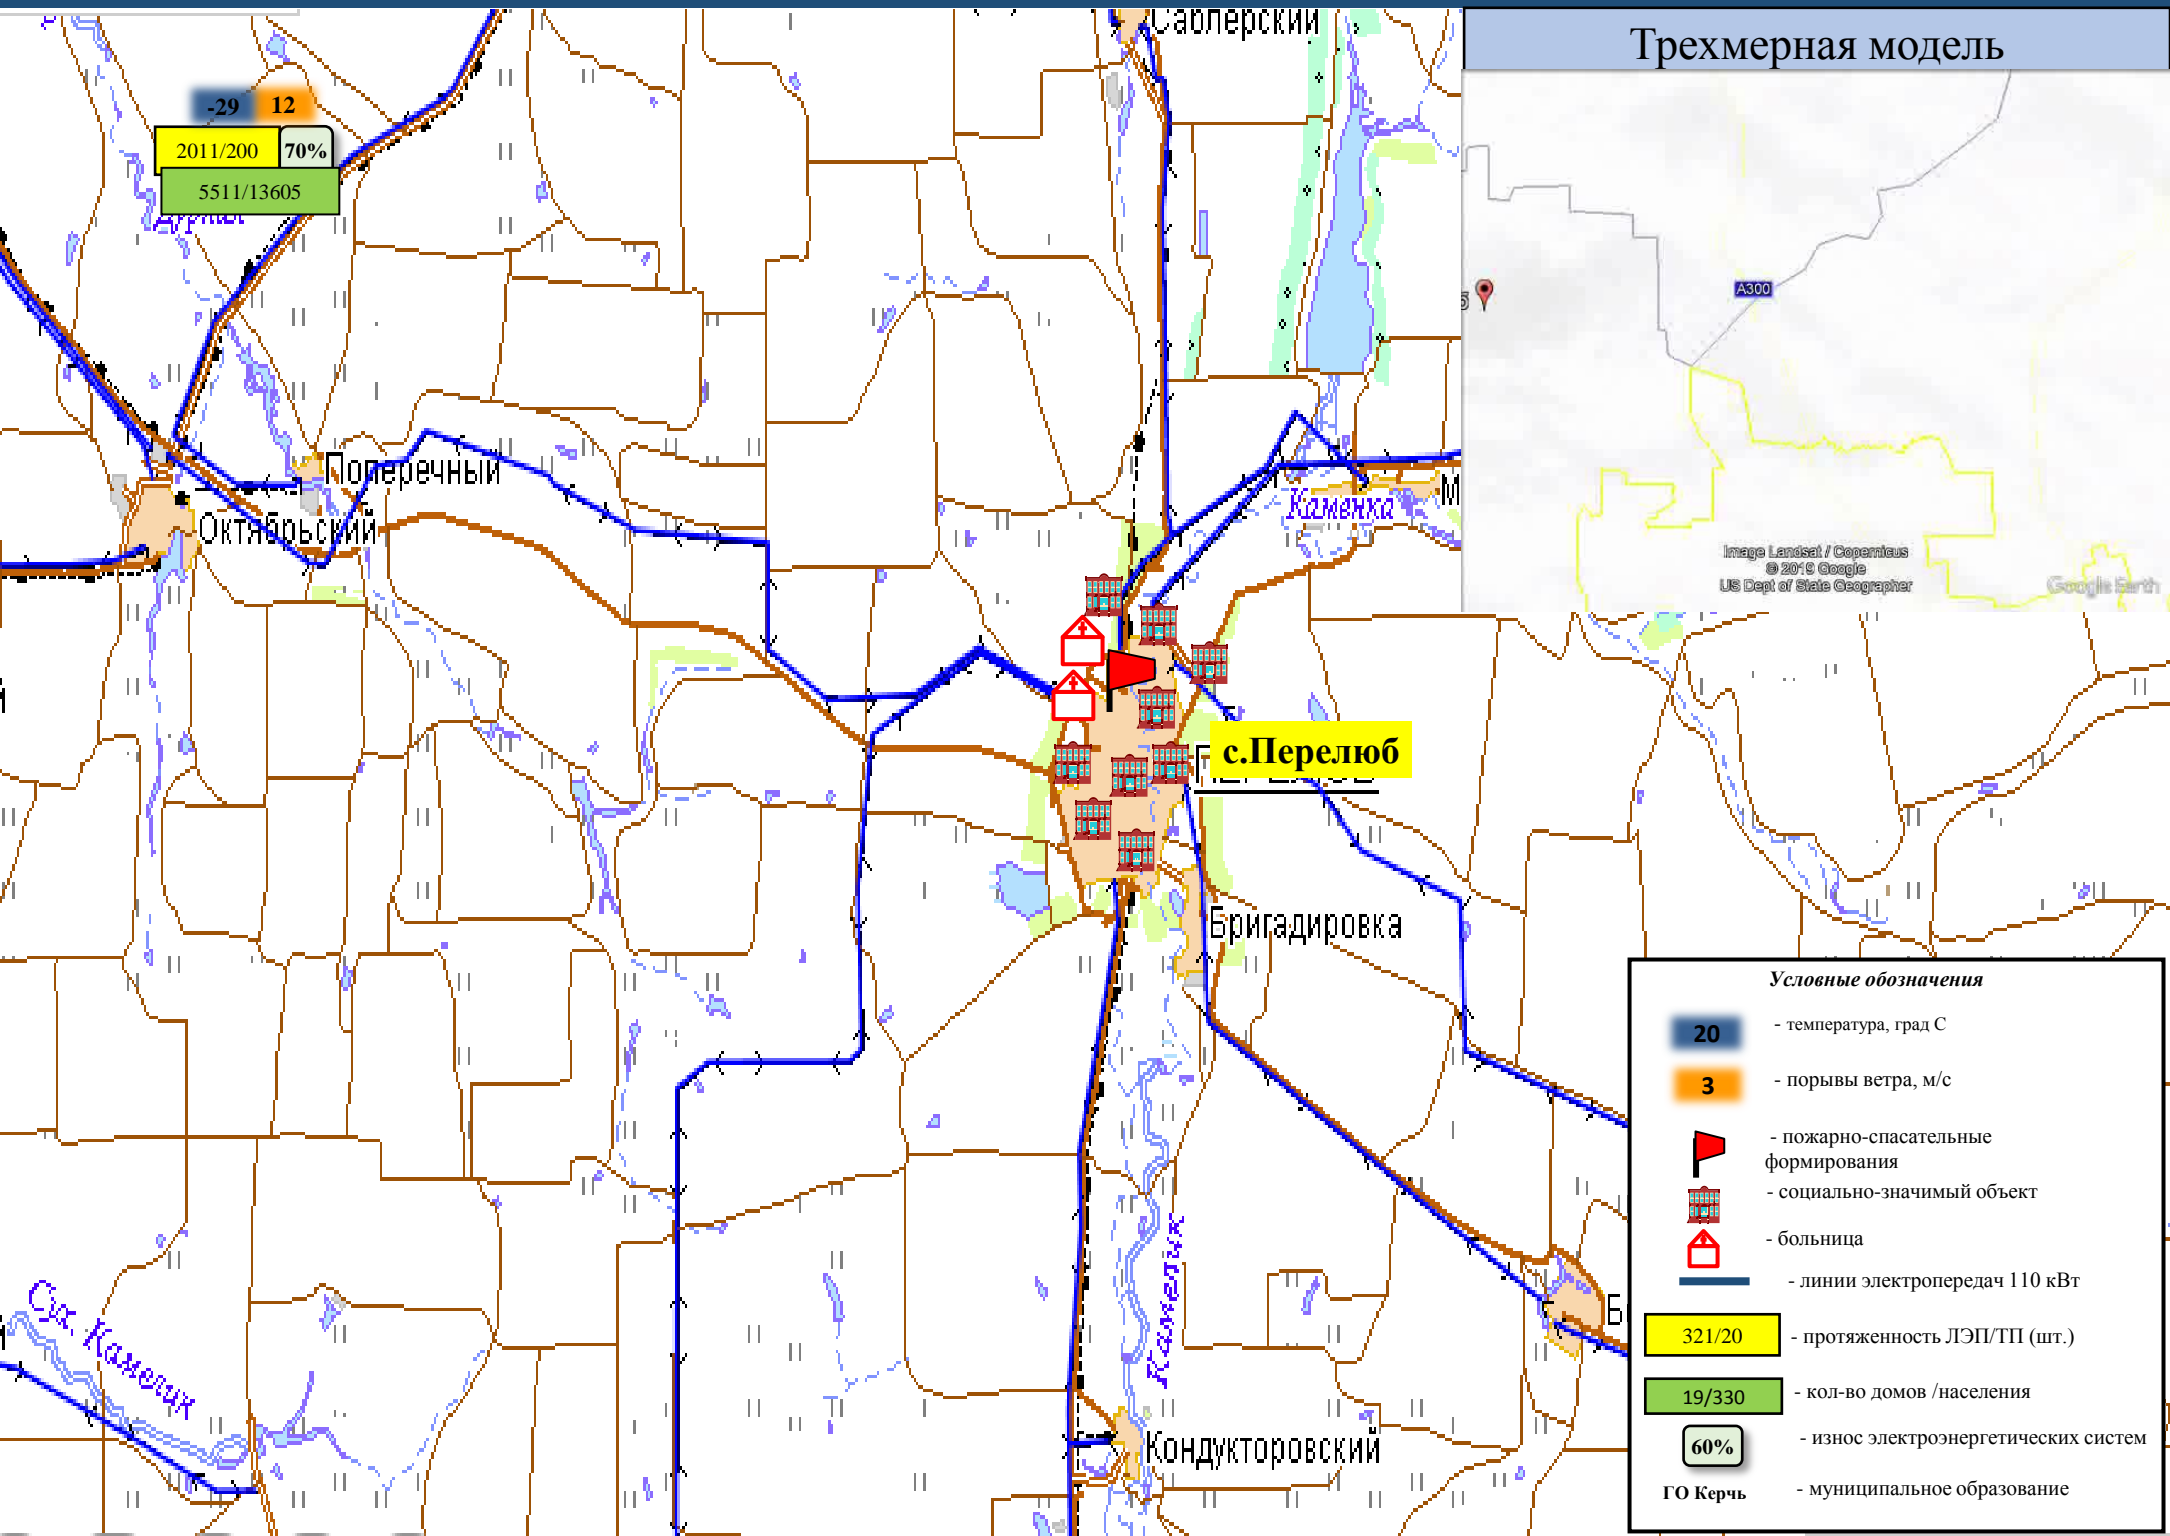 Саблерский
Трехмерная модель
-29 12
2011/200 70%
5511/13605
А300
Поперечный
Октябрьский
Каменка
М
Image Landsat / Copernicus
© 2019 Google
US Dept of State Geographer
Google Earth
с.Перелюб
Бригадировка
Условные обозначения
20 - температура, град С
3 - порывы ветра, м/с
- пожарно-спасательные
формирования
- социально-значимый объект
- больница
- линии электропередач 110 кВт
321/20 - протяженность ЛЭП/ТП (шт.)
19/330 - кол-во домов /населения
60% - износ электроэнергетических систем
ГО Керчь - муниципальное образование
Камелик
Сух. Камелик
Кондукторовский